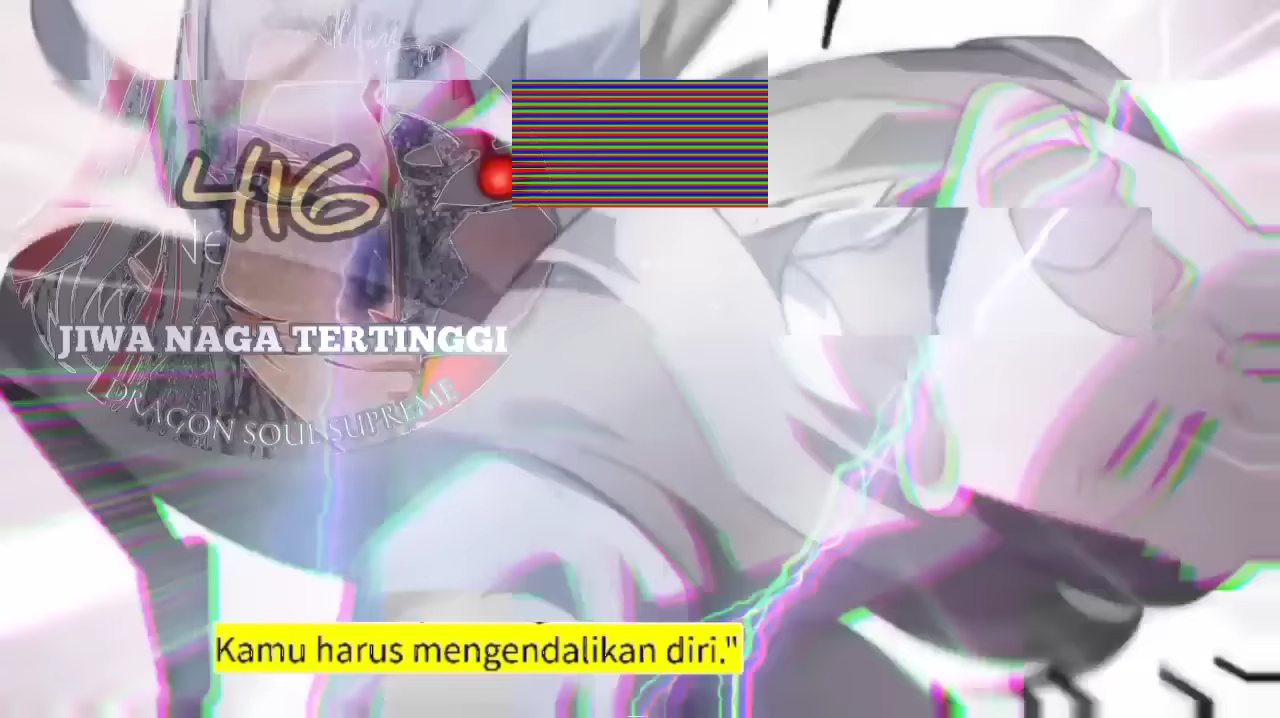 416
JIWA NAGA TERTINGGI
DRAGON SOUL SUPREME
Kamu harus mengendalikan diri."